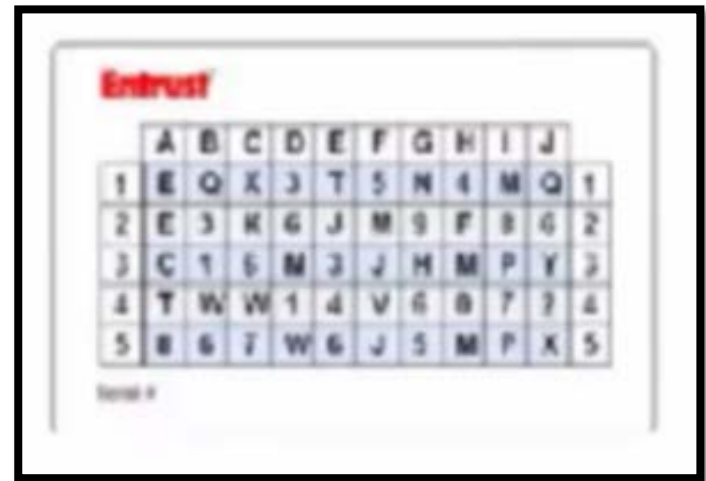 Entrust
A B C D E F G H I J
1 E Q X 3 T 5 N 4 M Q 1
2 E 3 K 6 J M 9 F 8 6 2
3 C 1 5 M 3 J H M P Y 3
4 T W W 1 4 V 6 8 7 ? 4
5 8 6 7 W 6 J 5 M P X 5
Serial #